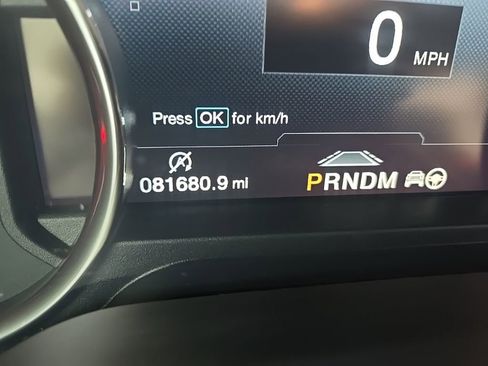 0 MPH
Press OK for km/h
081680.9 mi
PRNDM